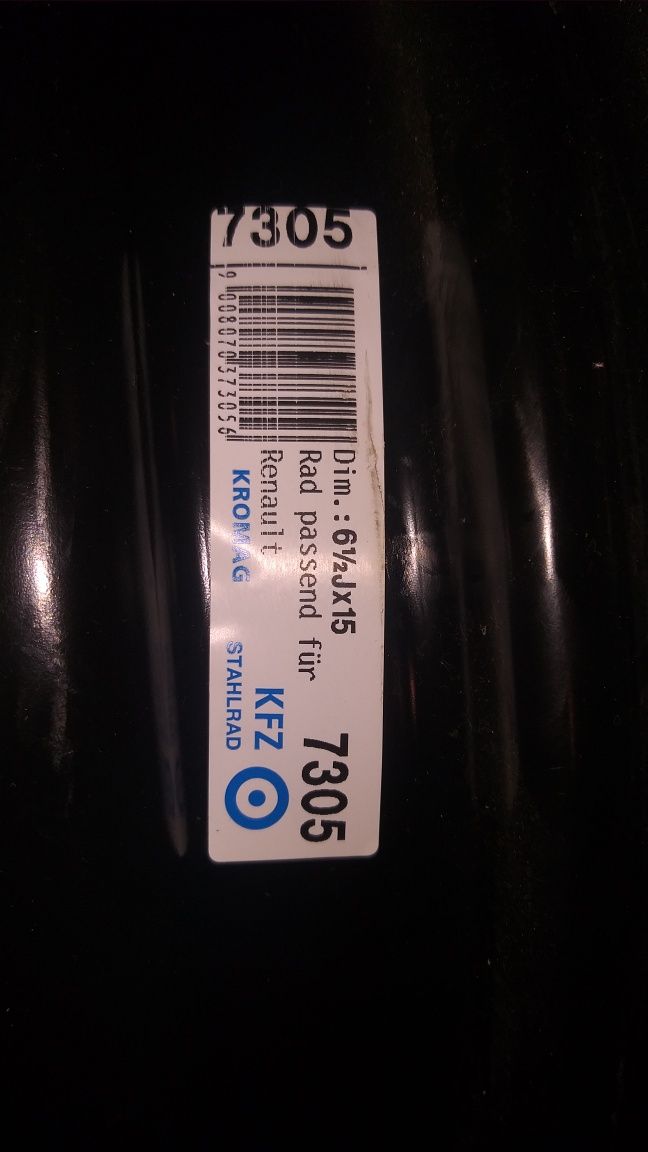 7305
9 008070 373056
Dim.: 6½Jx15
Rad passend für
Renault
7305
KROMAG
KFZ
STAHLRAD